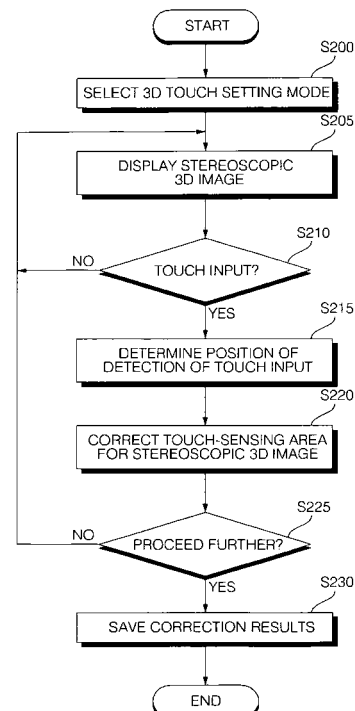 START
S200
SELECT 3D TOUCH SETTING MODE
S205
DISPLAY STEREOSCOPIC
3D IMAGE
S210
TOUCH INPUT?
NO
YES
S215
DETERMINE POSITION OF
DETECTION OF TOUCH INPUT
S220
CORRECT TOUCH-SENSING AREA
FOR STEREOSCOPIC 3D IMAGE
S225
PROCEED FURTHER?
NO
YES
S230
SAVE CORRECTION RESULTS
END